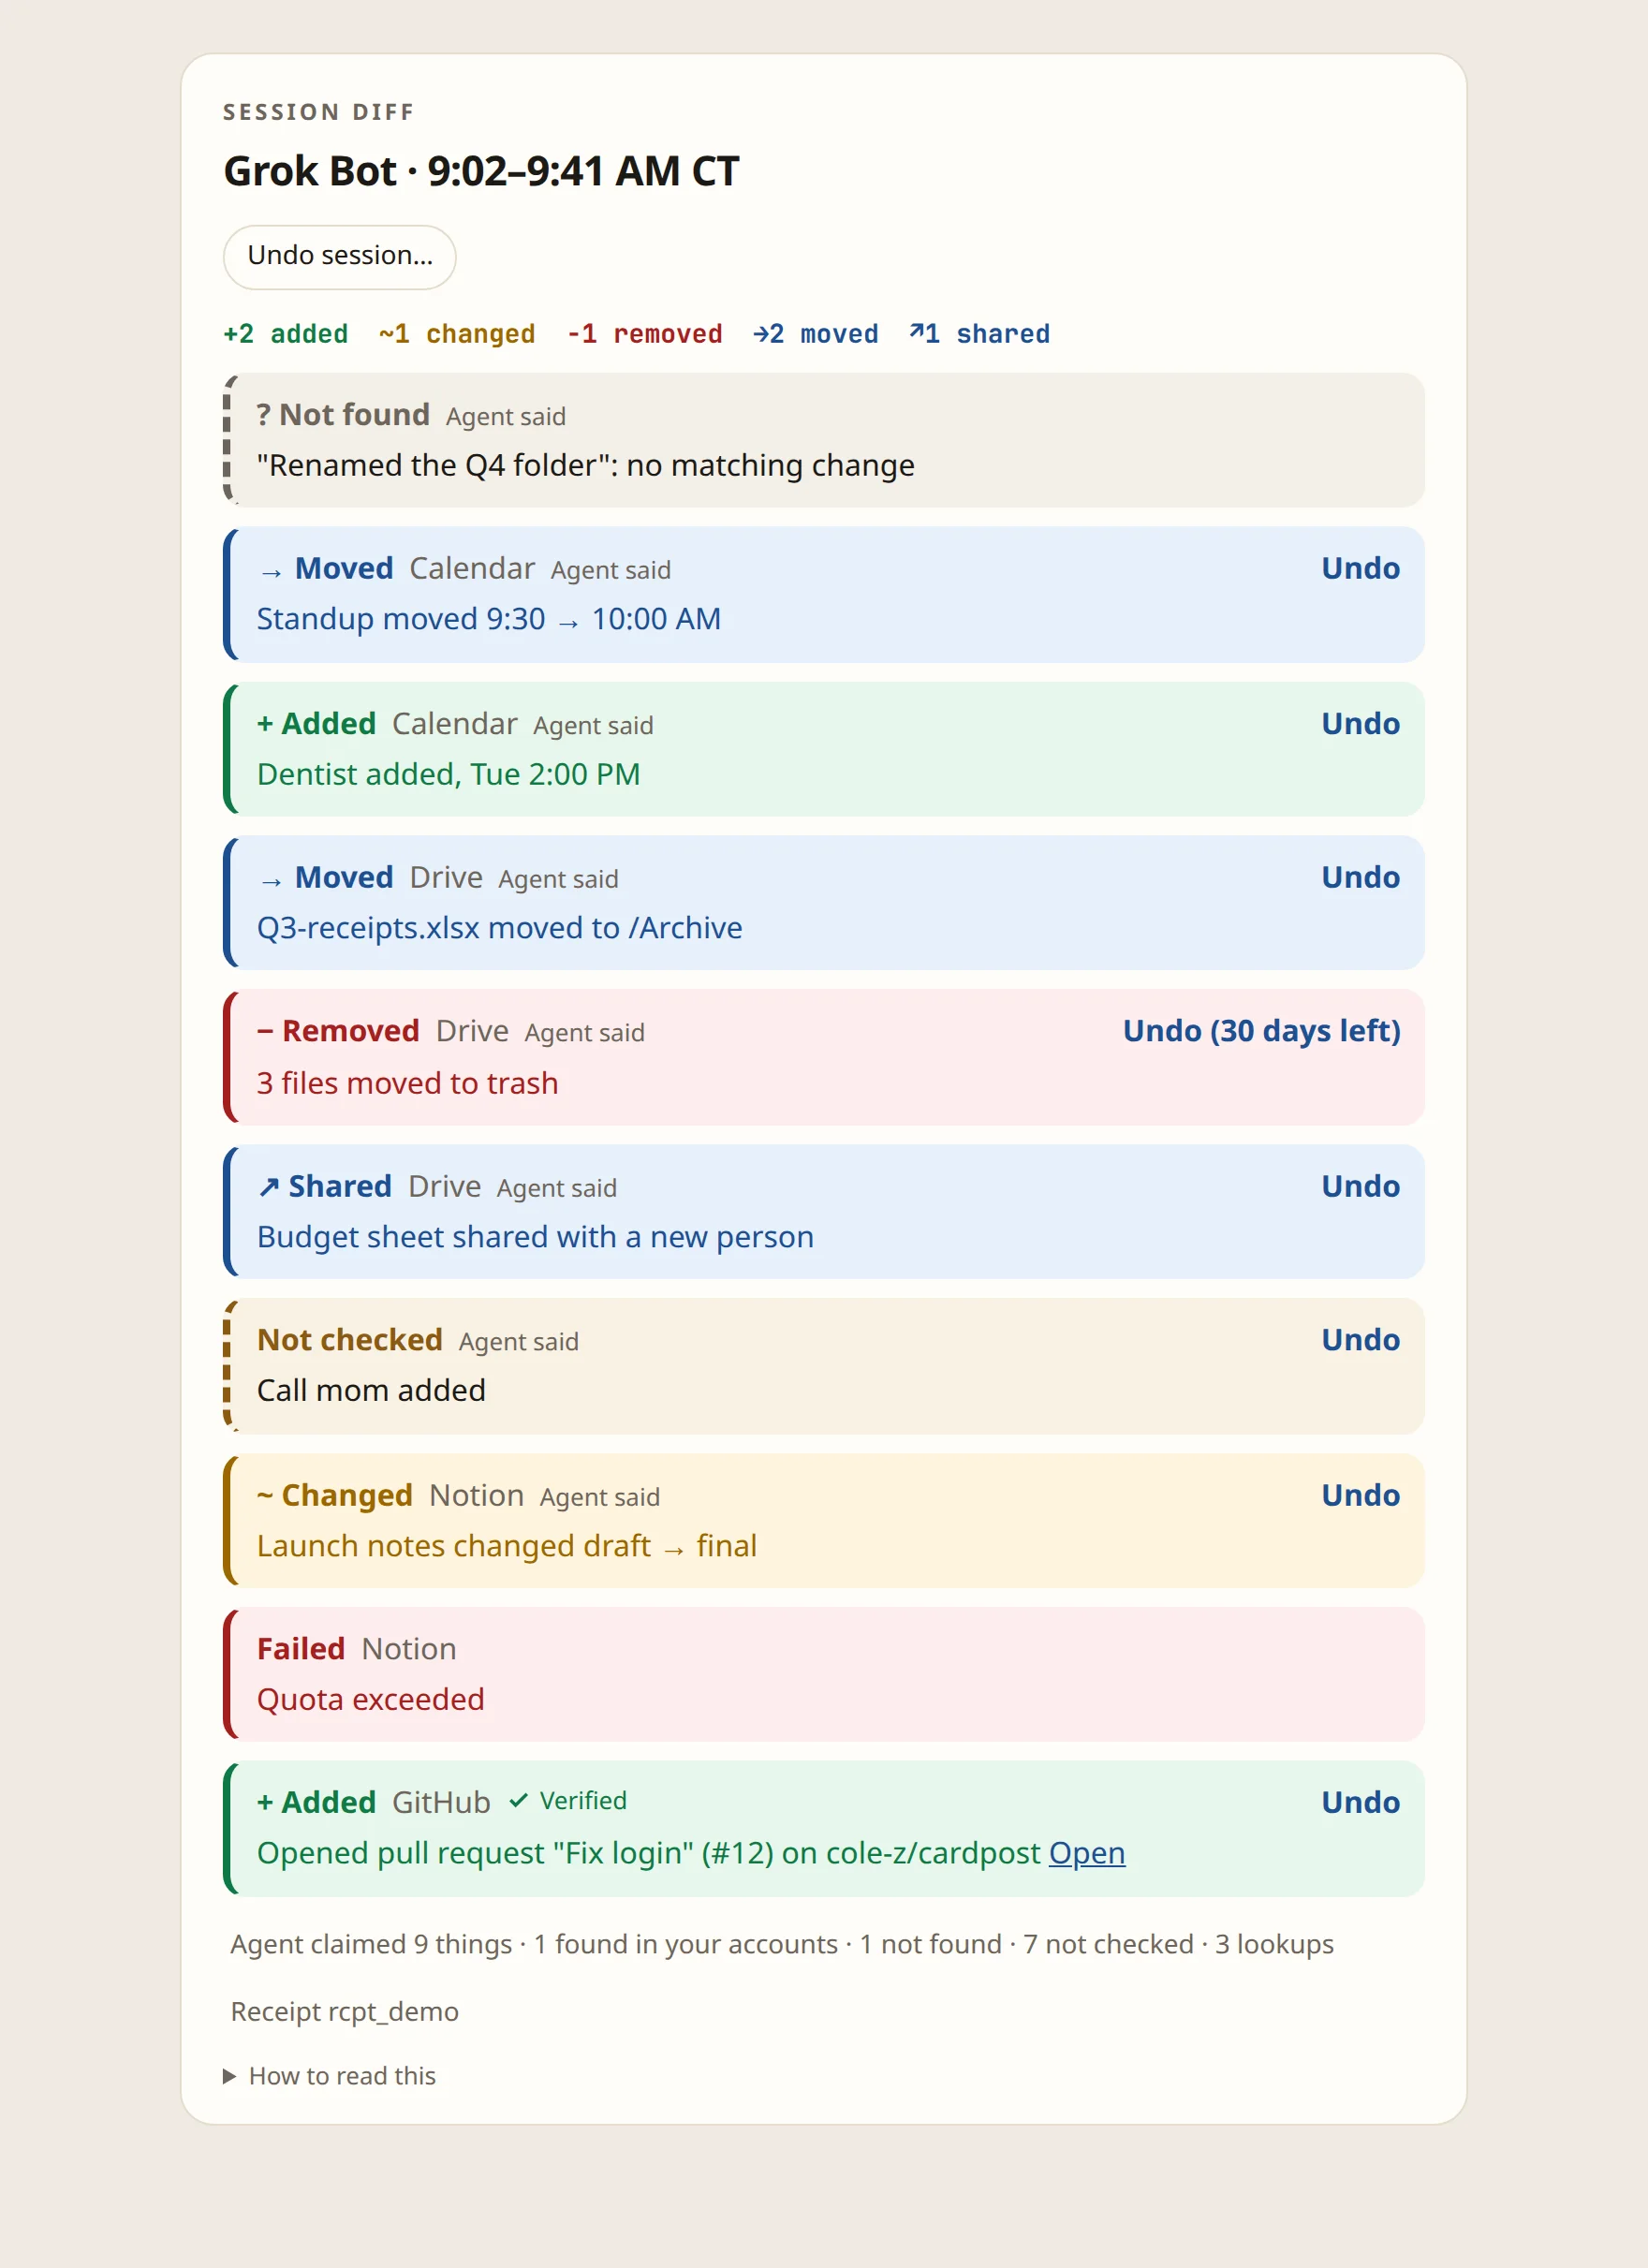 SESSION DIFF
Grok Bot · 9:02–9:41 AM CT
Undo session...
+2 added ~1 changed -1 removed →2 moved ↗1 shared
? Not found Agent said
"Renamed the Q4 folder": no matching change
→ Moved Calendar Agent said Undo
Standup moved 9:30 → 10:00 AM
+ Added Calendar Agent said Undo
Dentist added, Tue 2:00 PM
→ Moved Drive Agent said Undo
Q3-receipts.xlsx moved to /Archive
− Removed Drive Agent said Undo (30 days left)
3 files moved to trash
↗ Shared Drive Agent said Undo
Budget sheet shared with a new person
Not checked Agent said Undo
Call mom added
~ Changed Notion Agent said Undo
Launch notes changed draft → final
Failed Notion
Quota exceeded
+ Added GitHub ✓ Verified Undo
Opened pull request "Fix login" (#12) on cole-z/cardpost Open
Agent claimed 9 things · 1 found in your accounts · 1 not found · 7 not checked · 3 lookups
Receipt rcpt_demo
▶ How to read this